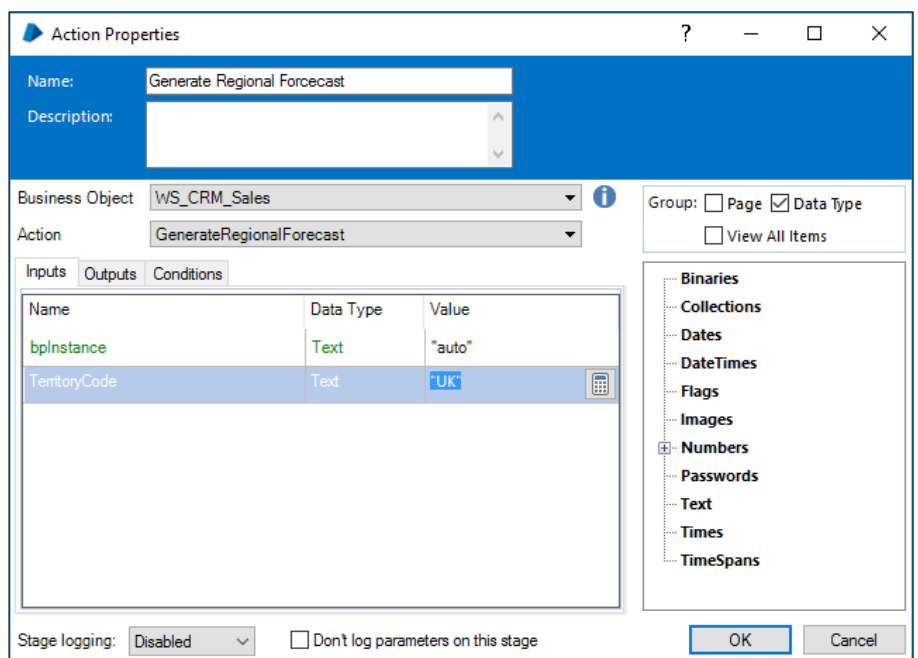 Action Properties
?
Name: Generate Regional Forcecast
Description:
Business Object WS_CRM_Sales
Action GenerateRegionalForecast
Group: Page Data Type
View All Items
Inputs Outputs Conditions
Name Data Type Value
bpInstance Text "auto"
TerritoryCode Text "UK"
Binaries
Collections
Dates
DateTimes
Flags
Images
Numbers
Passwords
Text
Times
TimeSpans
Stage logging: Disabled Don't log parameters on this stage OK Cancel